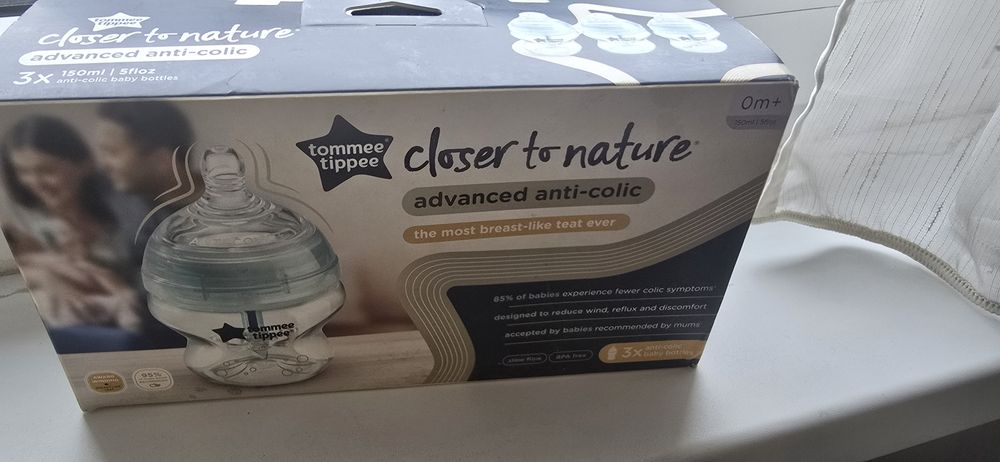 tommee
tippee
closer to nature
advanced anti-colic
3x 150ml | 5floz
anti-colic baby bottles
0m+
150ml | 5floz
tommee
tippee
closer to nature
advanced anti-colic
the most breast-like teat ever
85% of babies experience fewer colic symptoms
designed to reduce wind, reflux and discomfort
accepted by babies recommended by mums
slow flow
BPA free
3x anti-colic
baby bottles
tommee
tippee
AWARD
WINNING
95%